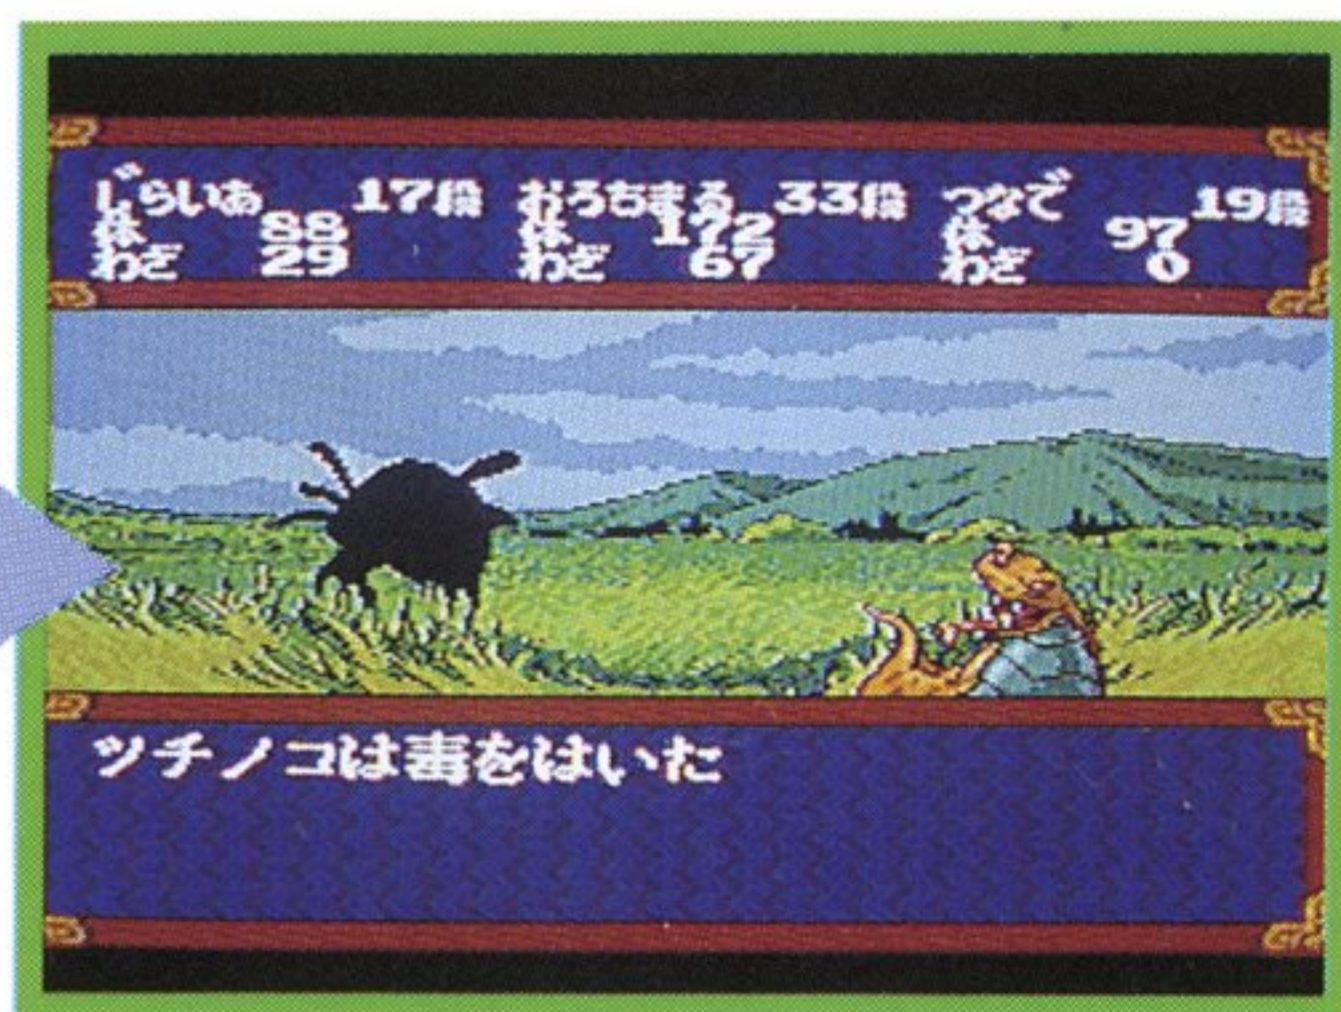 じらいあ 17段 おろちまる 33段 つなで 19段
体 88 体 172 体 97
わざ 29 わざ 67 わざ 0
ツチノコは毒をはいた